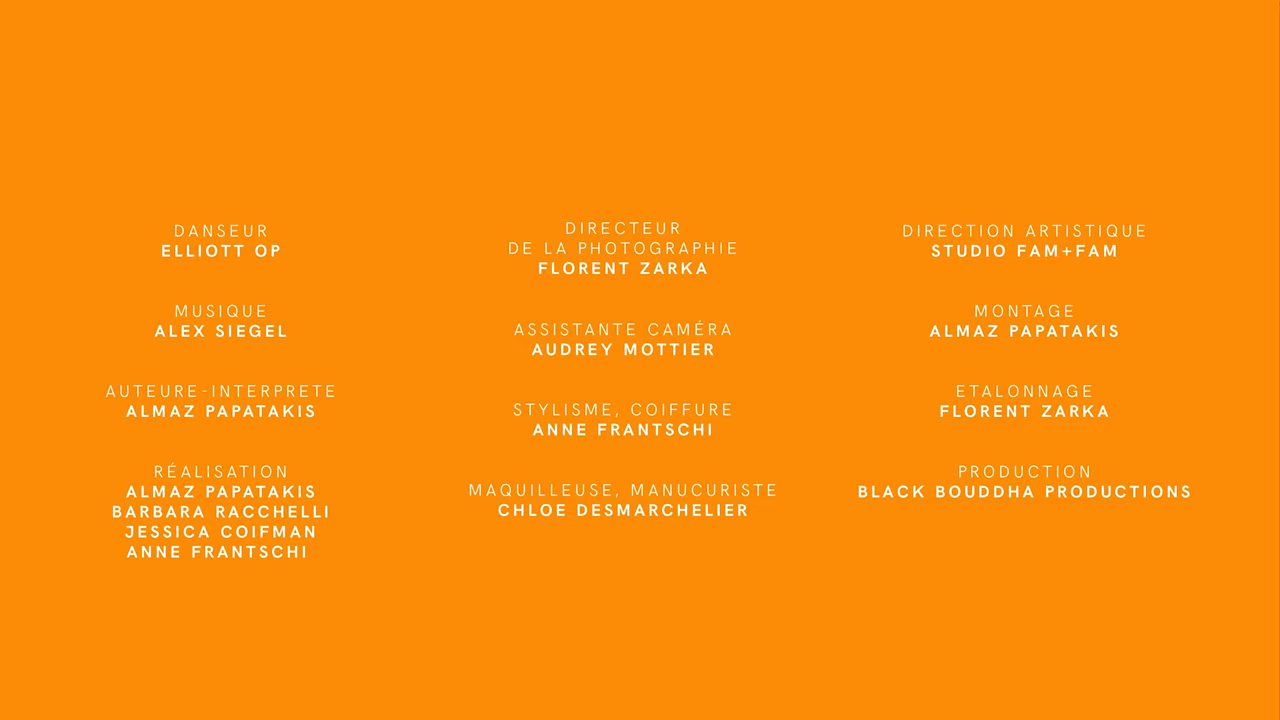 DANSEUR
ELLIOTT OP
MUSIQUE
ALEX SIEGEL
AUTEURE-INTERPRETE
ALMAZ PAPATAKIS
RÉALISATION
ALMAZ PAPATAKIS
BARBARA RACCHELLI
JESSICA COIFMAN
ANNE FRANTSCHI
DIRECTEUR
DE LA PHOTOGRAPHIE
FLORENT ZARKA
ASSISTANTE CAMÉRA
AUDREY MOTTIER
STYLISME, COIFFURE
ANNE FRANTSCHI
MAQUILLEUSE, MANUCURISTE
CHLOE DESMARCHELIER
DIRECTION ARTISTIQUE
STUDIO FAM+FAM
MONTAGE
ALMAZ PAPATAKIS
ETALONNAGE
FLORENT ZARKA
PRODUCTION
BLACK BOUDDHA PRODUCTIONS